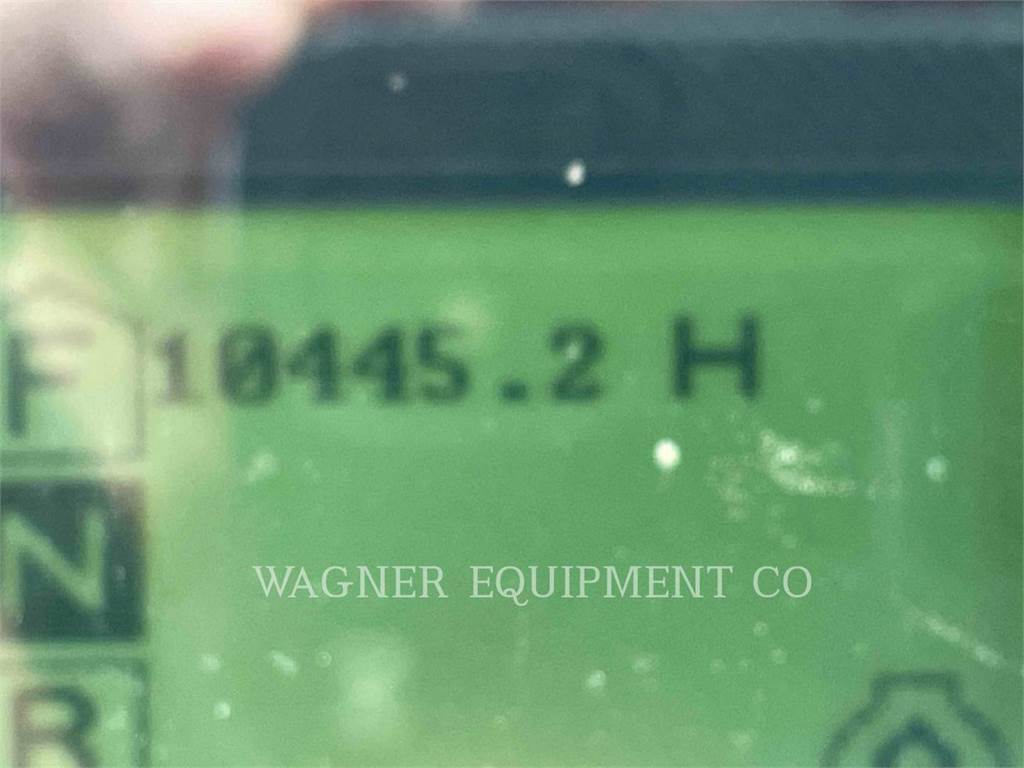 F 10445.2 H
N
WAGNER EQUIPMENT CO
R